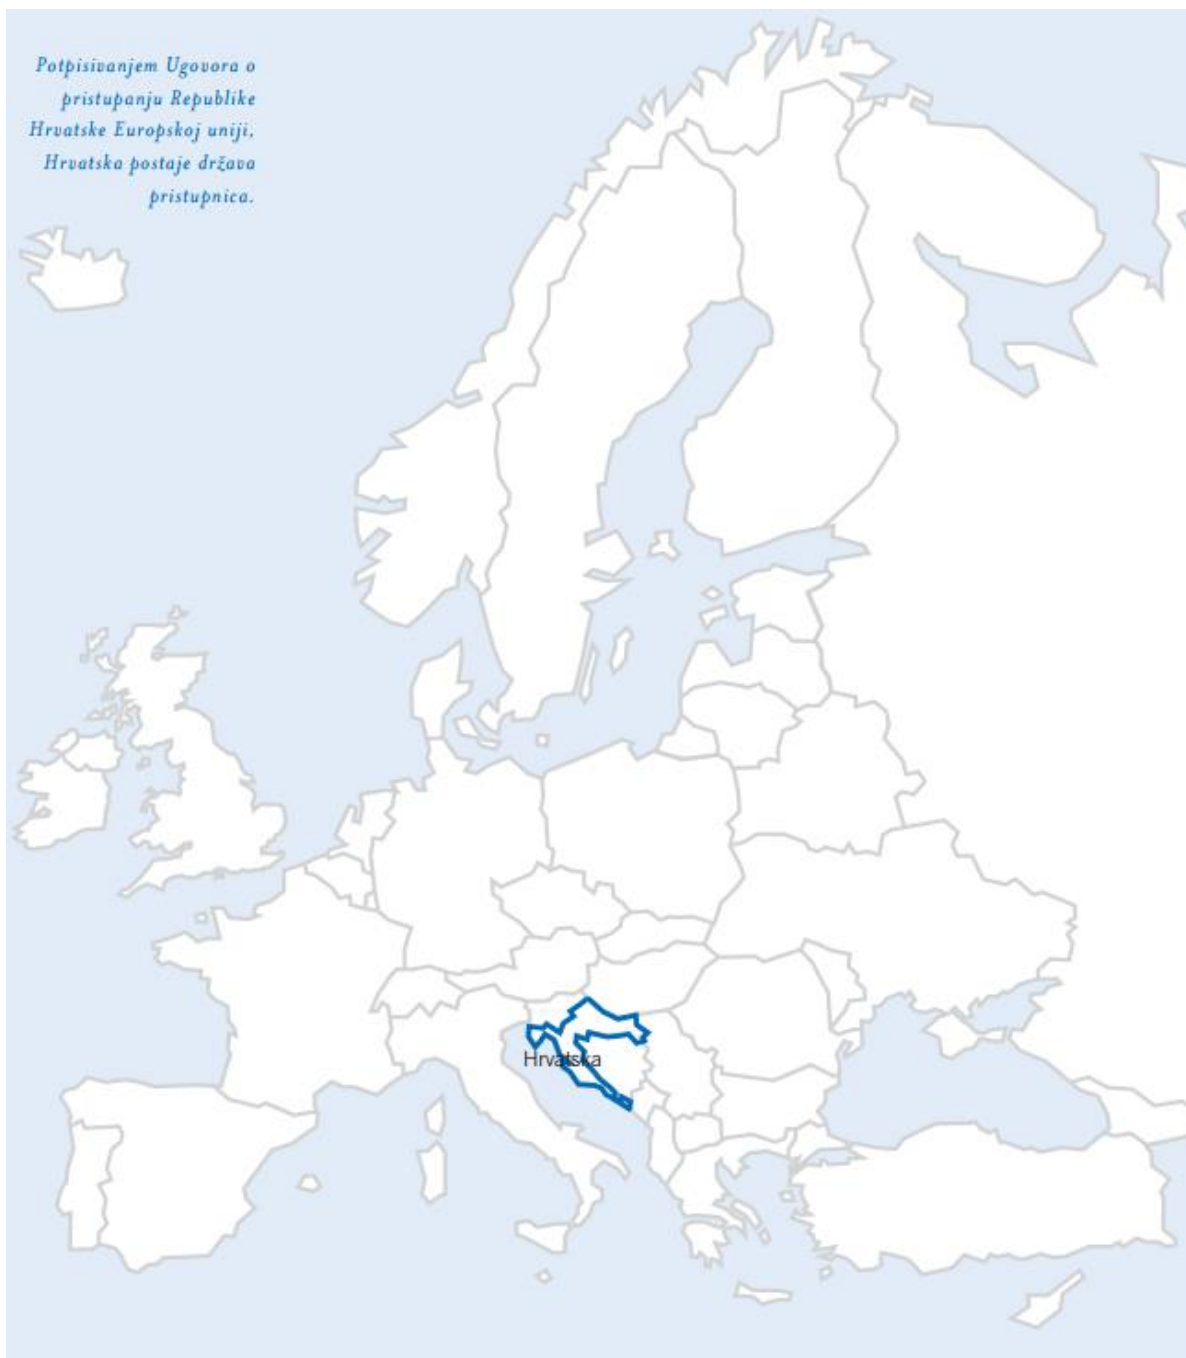 Potpisivanjem Ugovora o
pristupanju Republike
Hrvatske Europskoj uniji,
Hrvatska postaje država
pristupnica.
Hrvatska